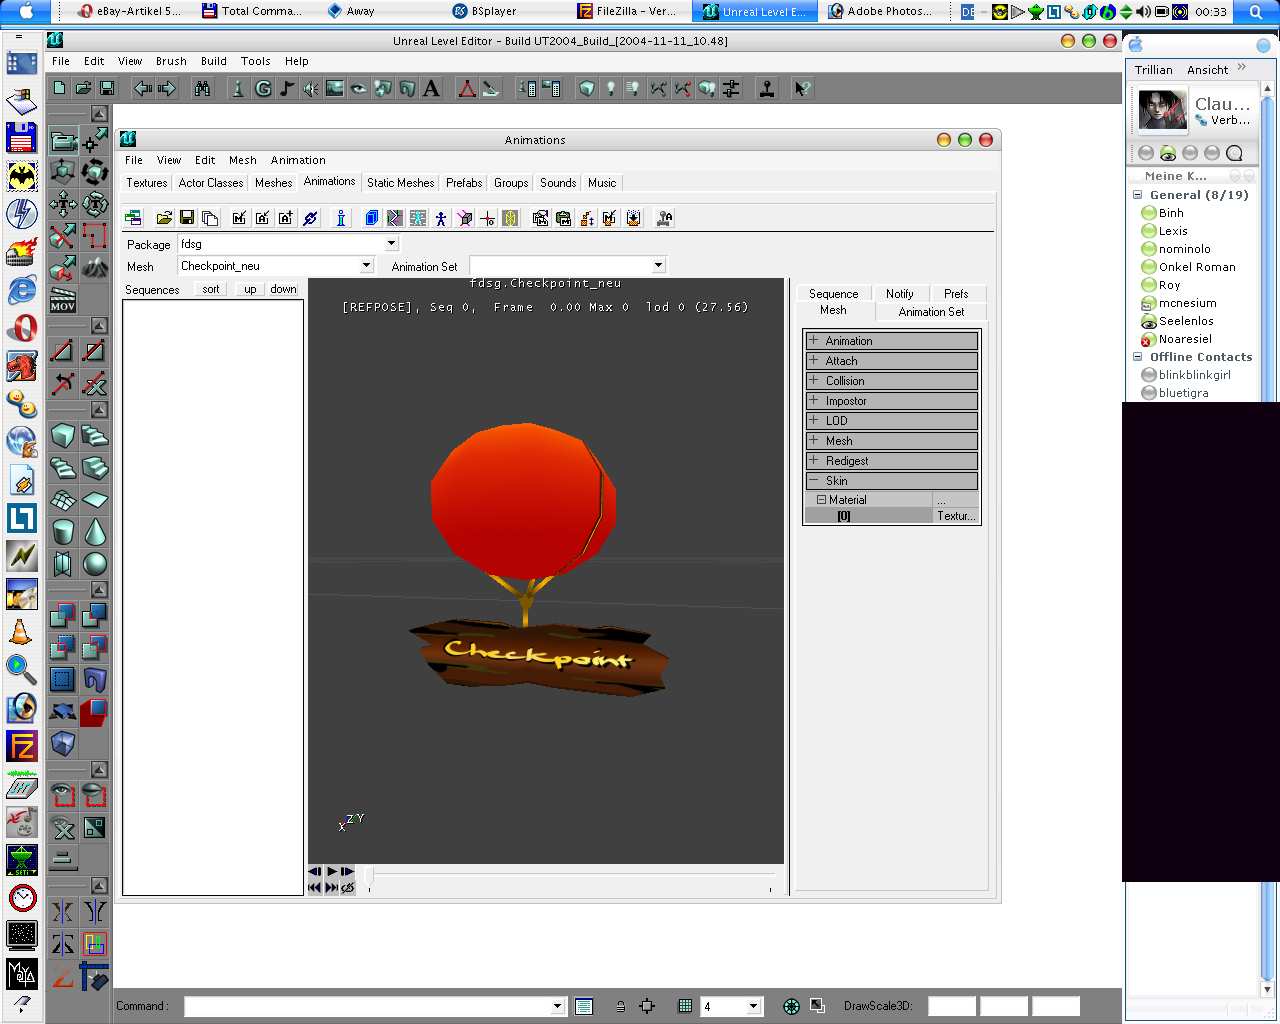 eBay-Artikel 5...
Total Comma...
Away
BSplayer
FileZilla - Ver...
Unreal Level E...
Adobe Photos...
DE
00:33
Unreal Level Editor - Build UT2004_Build_[2004-11-11_10.48]
File Edit View Brush Build Tools Help
Animations
File View Edit Mesh Animation
Textures Actor Classes Meshes Animations Static Meshes Prefabs Groups Sounds Music
Package fdsg
Mesh Checkpoint_neu Animation Set
Sequences sort up down
fdsg.Checkpoint_neu
[REFPOSE], Seq 0, Frame 0.00 Max 0 lod 0 (27.56)
Checkpoint
X Z Y
Sequence Notify Prefs
Mesh Animation Set
Animation
Attach
Collision
Impostor
LOD
Mesh
Redigest
Skin
Material ...
[0] Textur...
MOV
SETI
MAYA
Command :
4
DrawScale3D:
Trillian Ansicht
Clau...
Verb...
Meine K...
General (8/19)
Binh
Lexis
nominolo
Onkel Roman
Roy
mcnesium
Seelenlos
Noaresiel
Offline Contacts
blinkblinkgirl
bluetigra